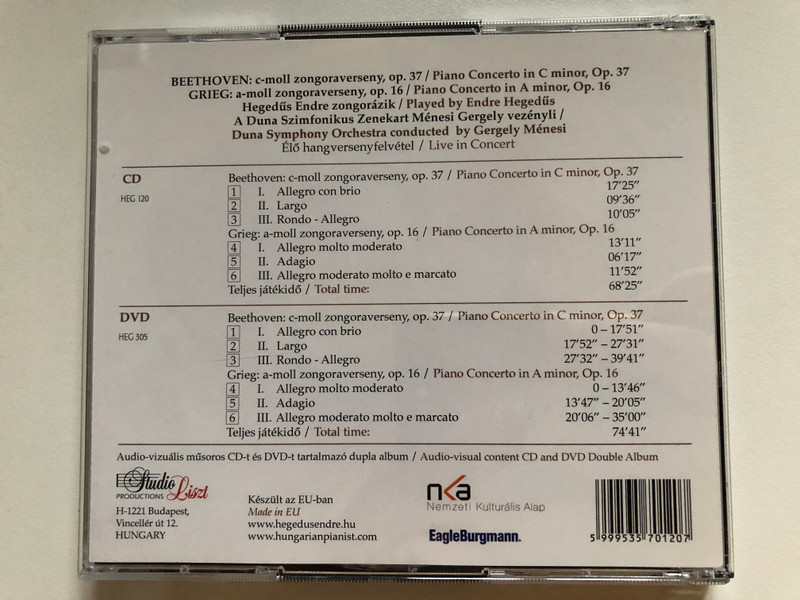 BEETHOVEN: c-moll zongoraverseny, op. 37 / Piano Concerto in C minor, Op. 37
GRIEG: a-moll zongoraverseny, op. 16 / Piano Concerto in A minor, Op. 16
Hegedűs Endre zongorázik / Played by Endre Hegedűs
A Duna Szimfonikus Zenekart Ménesi Gergely vezényli /
Duna Symphony Orchestra conducted by Gergely Ménesi
Élő hangversenyfelvétel / Live in Concert
CD
HEG 120
Beethoven: c-moll zongoraverseny, op. 37 / Piano Concerto in C minor, Op. 37
1 I. Allegro con brio 17'25"
2 II. Largo 09'36"
3 III. Rondo - Allegro 10'05"
Grieg: a-moll zongoraverseny, op. 16 / Piano Concerto in A minor, Op. 16
4 I. Allegro molto moderato 13'11"
5 II. Adagio 06'17"
6 III. Allegro moderato molto e marcato 11'52"
Teljes játékidő / Total time: 68'25"
DVD
HEG 305
Beethoven: c-moll zongoraverseny, op. 37 / Piano Concerto in C minor, Op. 37
1 I. Allegro con brio 0 – 17'51"
2 II. Largo 17'52" – 27'31"
3 III. Rondo - Allegro 27'32" – 39'41"
Grieg: a-moll zongoraverseny, op. 16 / Piano Concerto in A minor, Op. 16
4 I. Allegro molto moderato 0 – 13'46"
5 II. Adagio 13'47" – 20'05"
6 III. Allegro moderato molto e marcato 20'06" – 35'00"
Teljes játékidő / Total time: 74'41"
Audio-vizuális műsoros CD-t és DVD-t tartalmazó dupla album / Audio-visual content CD and DVD Double Album
Studio Liszt
PRODUCTIONS
H-1221 Budapest,
Vincellér út 12.
HUNGARY
Készült az EU-ban
Made in EU
www.hegedusendre.hu
www.hungarianpianist.com
nka
Nemzeti Kulturális Alap
EagleBurgmann.
5 999535 701207